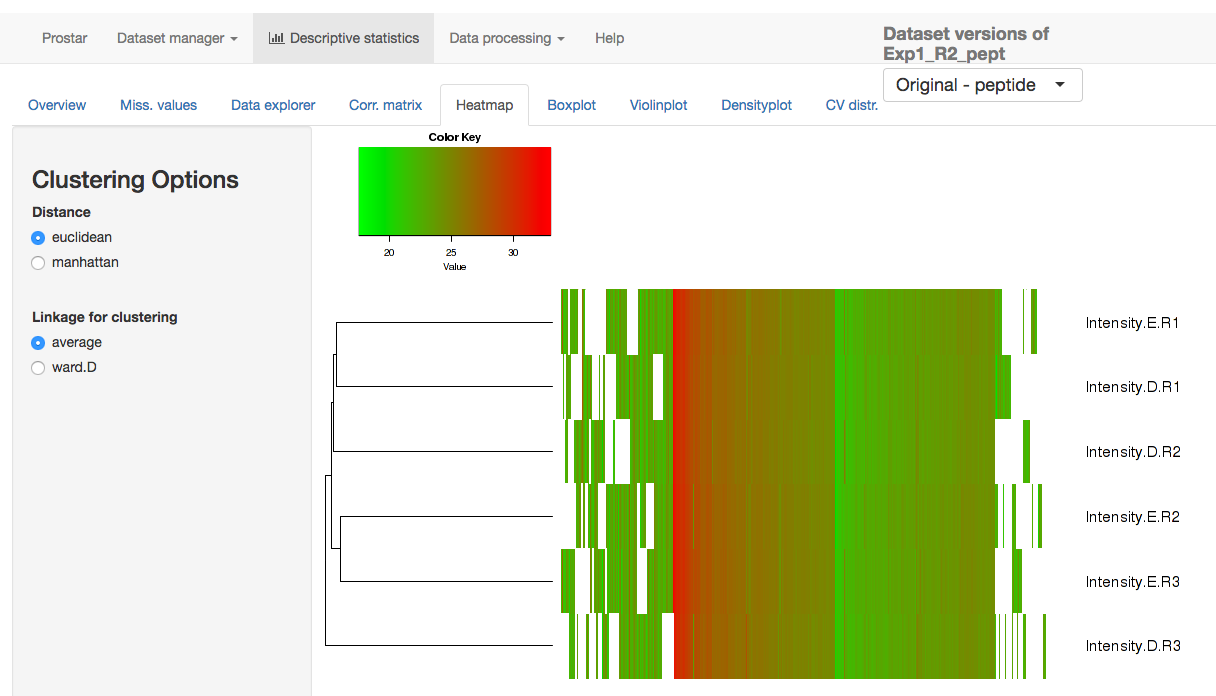 Prostar Dataset manager Descriptive statistics Data processing Help
Dataset versions of
Exp1_R2_pept
Original - peptide
Overview Miss. values Data explorer Corr. matrix Heatmap Boxplot Violinplot Densityplot CV distr.
Clustering Options
Distance
euclidean
manhattan
Linkage for clustering
average
ward.D
Color Key
20 25 30
Value
Intensity.E.R1
Intensity.D.R1
Intensity.D.R2
Intensity.E.R2
Intensity.E.R3
Intensity.D.R3